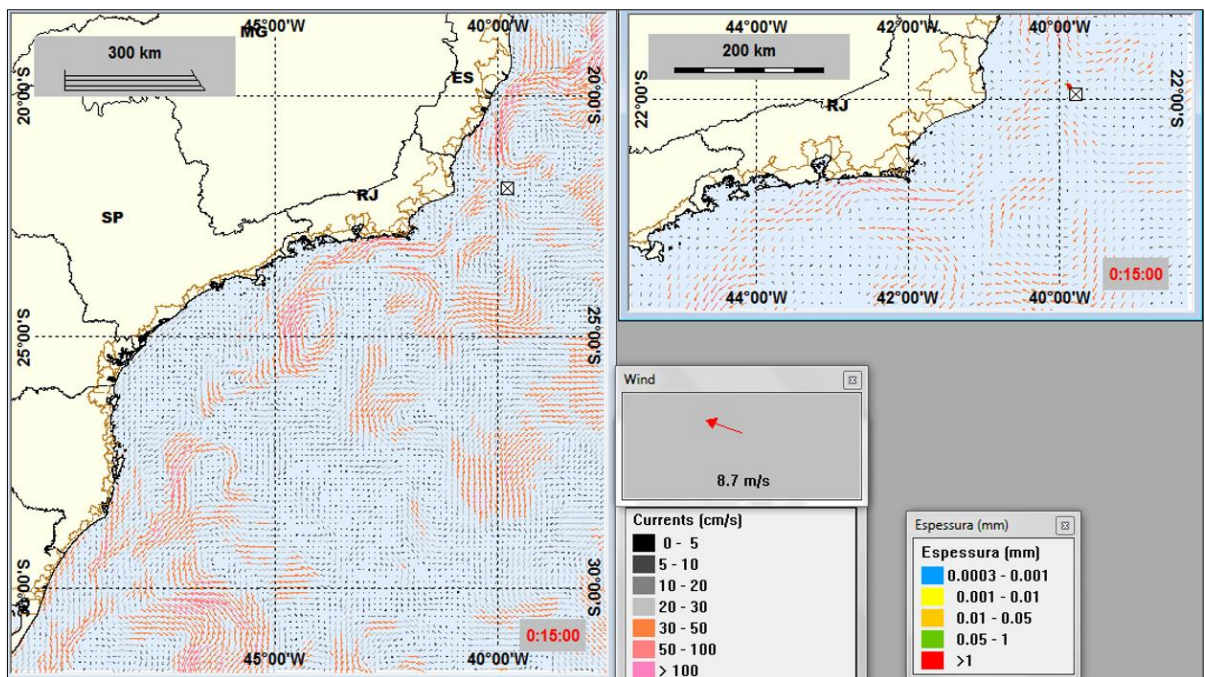 45°00'W
40°00'W
MG
300 km
ES
20°00'S
20°00'S
RJ
SP
25°00'S
25°00'S
30°00'S
30°00'S
0:15:00
45°00'W
40°00'W
44°00'W
42°00'W
40°00'W
200 km
22°00'S
22°00'S
RJ
0:15:00
44°00'W
42°00'W
40°00'W
Wind
8.7 m/s
Currents (cm/s)
0 - 5
5 - 10
10 - 20
20 - 30
30 - 50
50 - 100
> 100
Espessura (mm)
Espessura (mm)
0.0003 - 0.001
0.001 - 0.01
0.01 - 0.05
0.05 - 1
>1